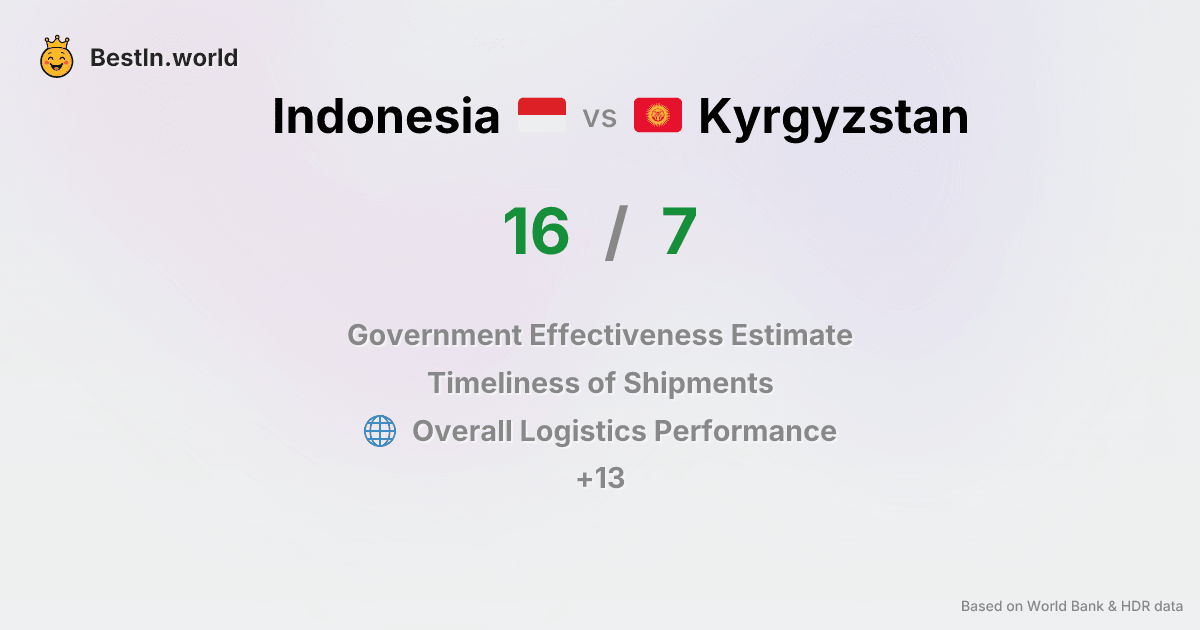 BestIn.world
Indonesia vs Kyrgyzstan
16 / 7
Government Effectiveness Estimate
Timeliness of Shipments
Overall Logistics Performance
+13
Based on World Bank & HDR data